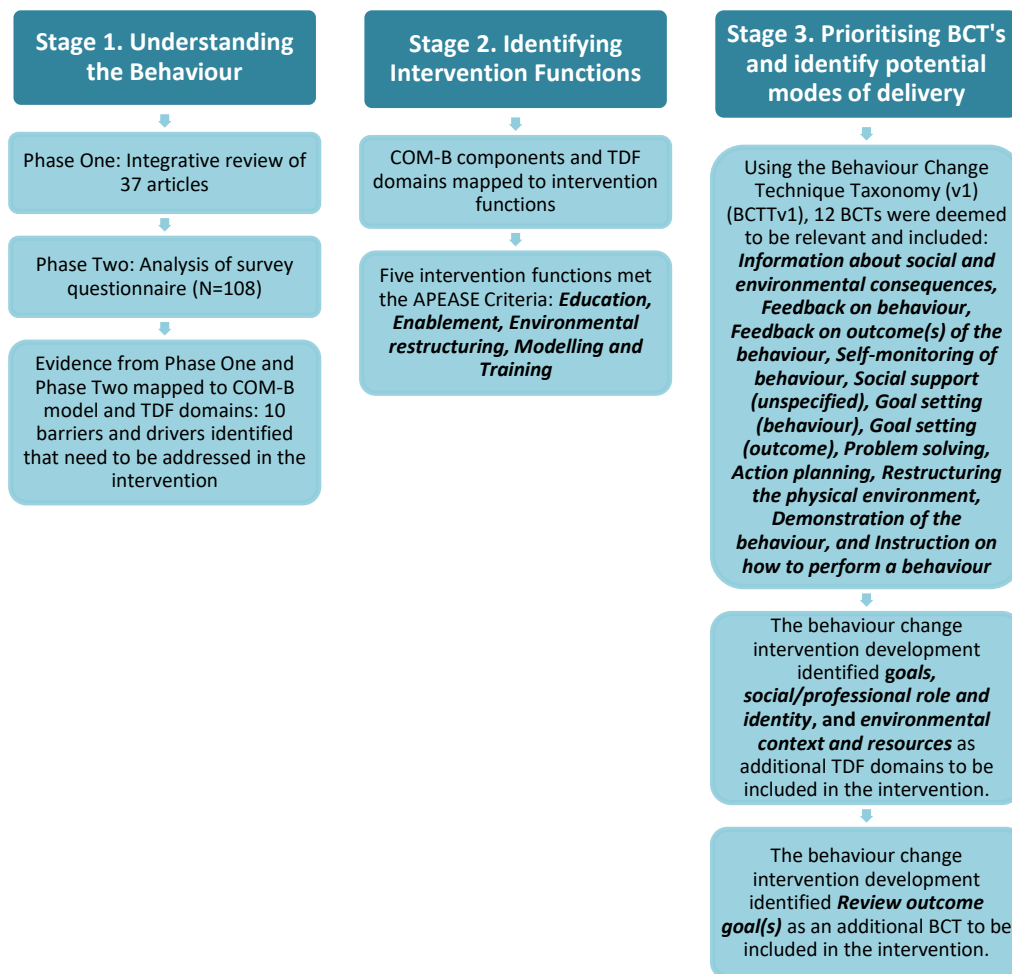 Stage 1. Understanding
the Behaviour
Phase One: Integrative review of
37 articles
Phase Two: Analysis of survey
questionnaire (N=108)
Evidence from Phase One and
Phase Two mapped to COM-B
model and TDF domains: 10
barriers and drivers identified
that need to be addressed in the
intervention
Stage 2. Identifying
Intervention Functions
COM-B components and TDF
domains mapped to intervention
functions
Five intervention functions met
the APEASE Criteria: Education,
Enablement, Environmental
restructuring, Modelling and
Training
Stage 3. Prioritising BCT's
and identify potential
modes of delivery
Using the Behaviour Change
Technique Taxonomy (v1)
(BCTTv1), 12 BCTs were deemed
to be relevant and included:
Information about social and
environmental consequences,
Feedback on behaviour,
Feedback on outcome(s) of the
behaviour, Self-monitoring of
behaviour, Social support
(unspecified), Goal setting
(behaviour), Goal setting
(outcome), Problem solving,
Action planning, Restructuring
the physical environment,
Demonstration of the
behaviour, and Instruction on
how to perform a behaviour
The behaviour change
intervention development
identified goals,
social/professional role and
identity, and environmental
context and resources as
additional TDF domains to be
included in the intervention.
The behaviour change
intervention development
identified Review outcome
goal(s) as an additional BCT to be
included in the intervention.